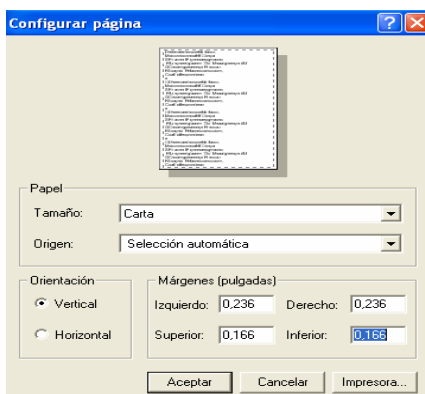 Configurar página
Papel
Tamaño: Carta
Origen: Selección automática
Orientación
Vertical
Horizontal
Márgenes (pulgadas)
Izquierdo: 0,236 Derecho: 0,236
Superior: 0,166 Inferior: 0,166
Aceptar Cancelar Impresora...